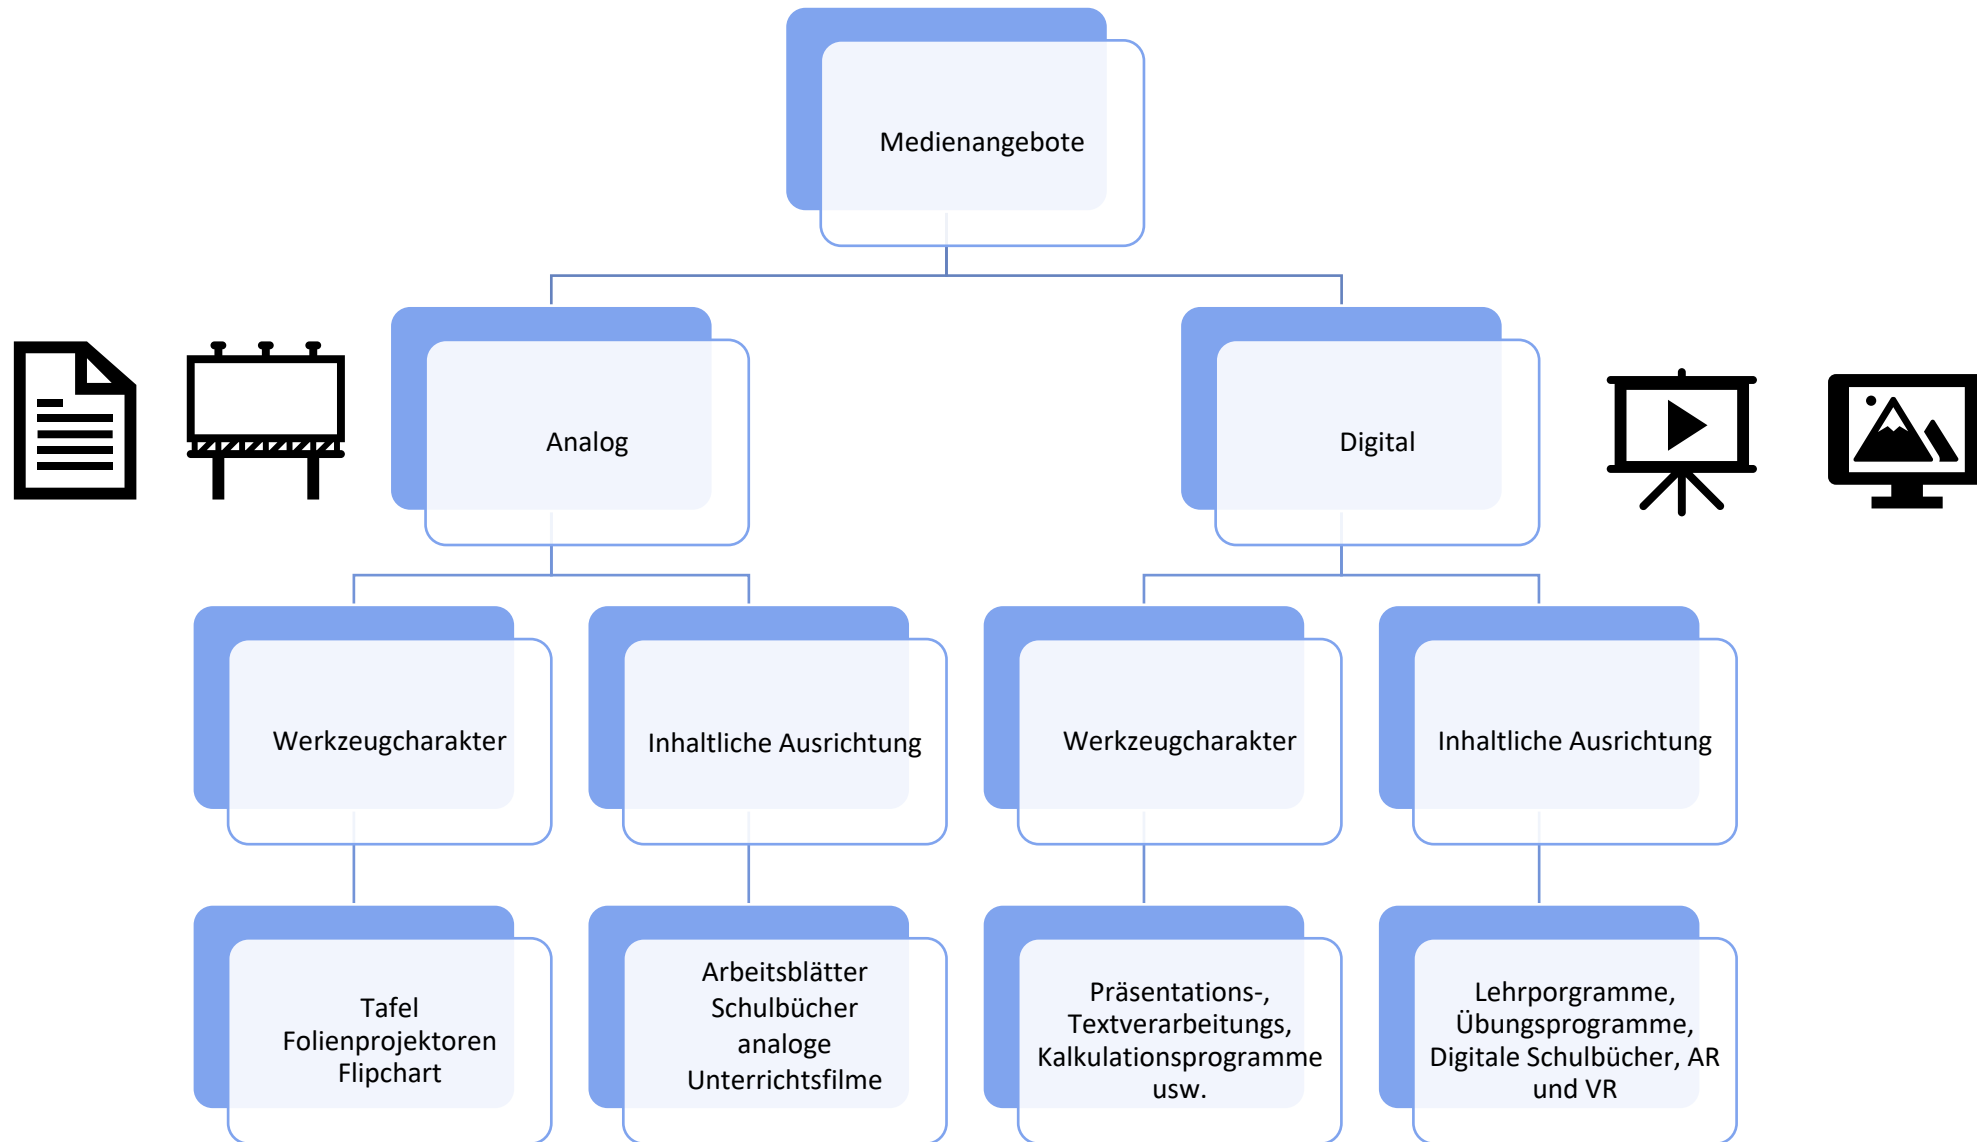 Medienangebote
Analog
Digital
Werkzeugcharakter
Inhaltliche Ausrichtung
Werkzeugcharakter
Inhaltliche Ausrichtung
Tafel
Folienprojektoren
Flipchart
Arbeitsblätter
Schulbücher
analoge
Unterrichtsfilme
Präsentations-,
Textverarbeitungs,
Kalkulationsprogramme
usw.
Lehrporgramme,
Übungsprogramme,
Digitale Schulbücher, AR
und VR